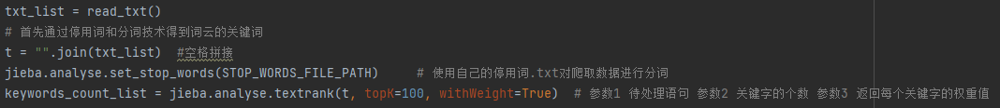 txt_list = read_txt()
# 首先通过停用词和分词技术得到词云的关键词
t = "".join(txt_list)  #空格拼接
jieba.analyse.set_stop_words(STOP_WORDS_FILE_PATH)     # 使用自己的停用词.txt对爬取数据进行分词
keywords_count_list = jieba.analyse.textrank(t, topK=100, withWeight=True)  # 参数1 待处理语句 参数2 关键字的个数 参数3 返回每个关键字的权重值